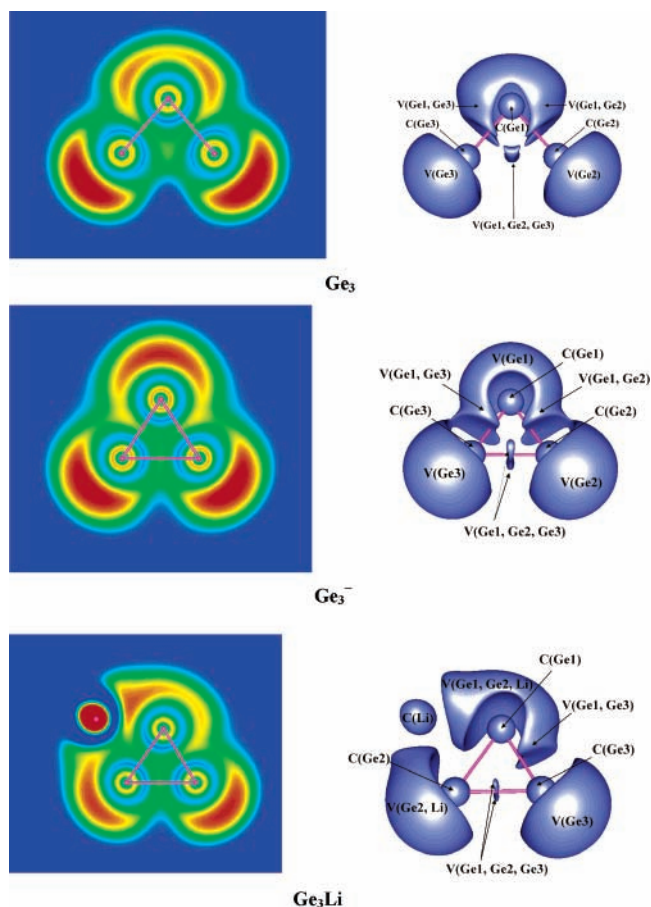 V(Ge1, Ge3)
V(Ge1, Ge2)
C(Ge3)
C(Ge1)
C(Ge2)
V(Ge3)
V(Ge2)
V(Ge1, Ge2, Ge3)
Ge₃
C(Ge1)
V(Ge1)
V(Ge1, Ge3)
V(Ge1, Ge2)
C(Ge3)
C(Ge2)
V(Ge3)
V(Ge2)
V(Ge1, Ge2, Ge3)
Ge₃⁻
C(Ge1)
V(Ge1, Ge2, Li)
V(Ge1, Ge3)
C(Li)
C(Ge2)
C(Ge3)
V(Ge2, Li)
V(Ge3)
V(Ge1, Ge2, Ge3)
Ge₃Li